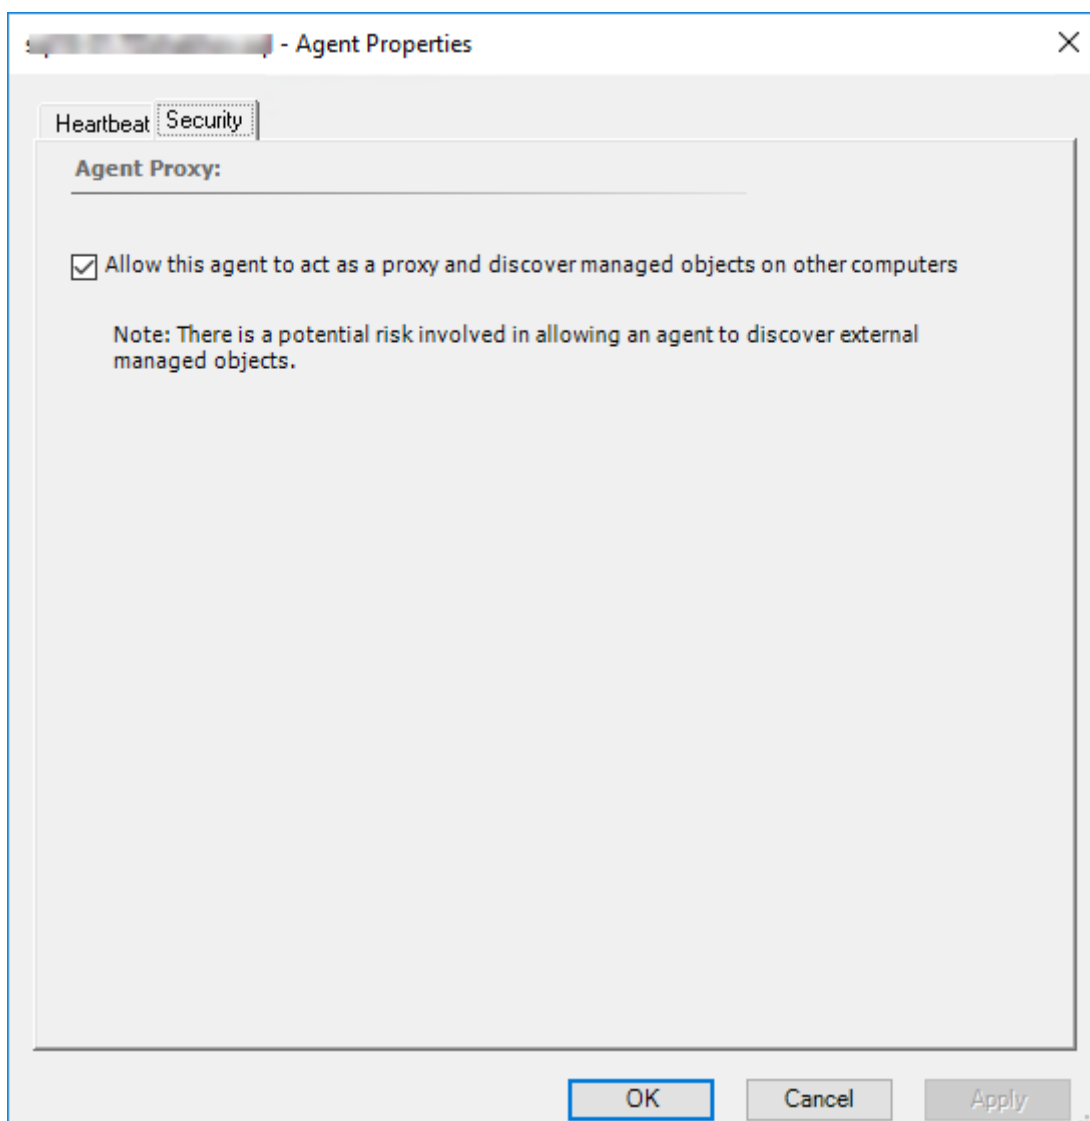 - Agent Properties
Heartbeat
Security
Agent Proxy:
Allow this agent to act as a proxy and discover managed objects on other computers
Note: There is a potential risk involved in allowing an agent to discover external
managed objects.
OK
Cancel
Apply